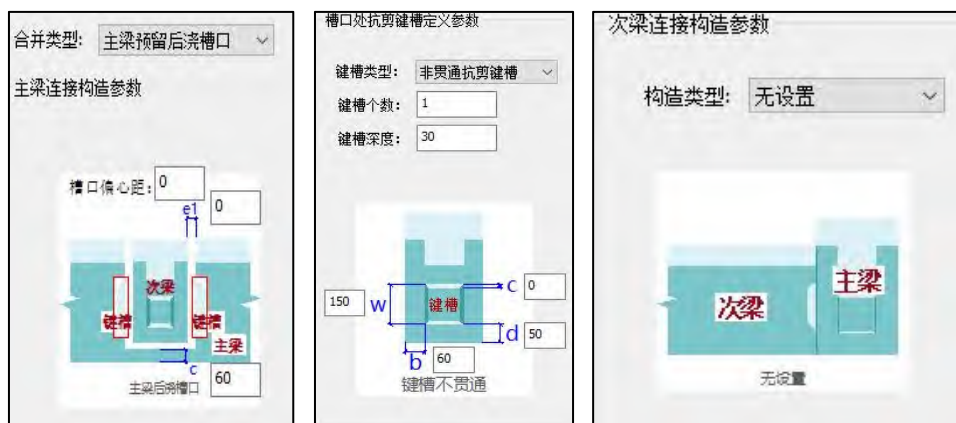 合并类型: 主梁预留后浇槽口
主梁连接构造参数
槽口偏心距: 0
0
e1
次梁
键槽 键槽
主梁
c
60
主梁后浇槽口
槽口处抗剪键槽定义参数
键槽类型: 非贯通抗剪键槽
键槽个数: 1
键槽深度: 30
c 0
150 w 键槽
d 50
b 60
键槽不贯通
次梁连接构造参数
构造类型: 无设置
主梁
次梁
无设置